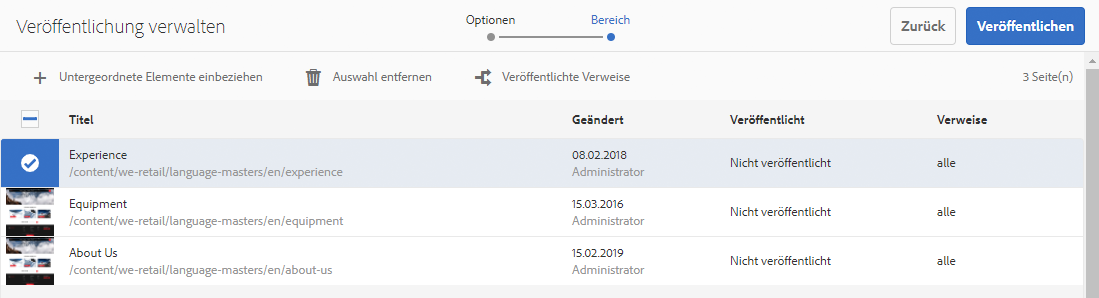 Veröffentlichung verwalten
Optionen Bereich
Zurück Veröffentlichen
Untergeordnete Elemente einbeziehen Auswahl entfernen Veröffentlichte Verweise 3 Seite(n)
Titel Geändert Veröffentlicht Verweise
Experience 08.02.2018
/content/we-retail/language-masters/en/experience Administrator Nicht veröffentlicht alle
Equipment 15.03.2016
/content/we-retail/language-masters/en/equipment Administrator Nicht veröffentlicht alle
About Us 15.02.2019
/content/we-retail/language-masters/en/about-us Administrator Nicht veröffentlicht alle